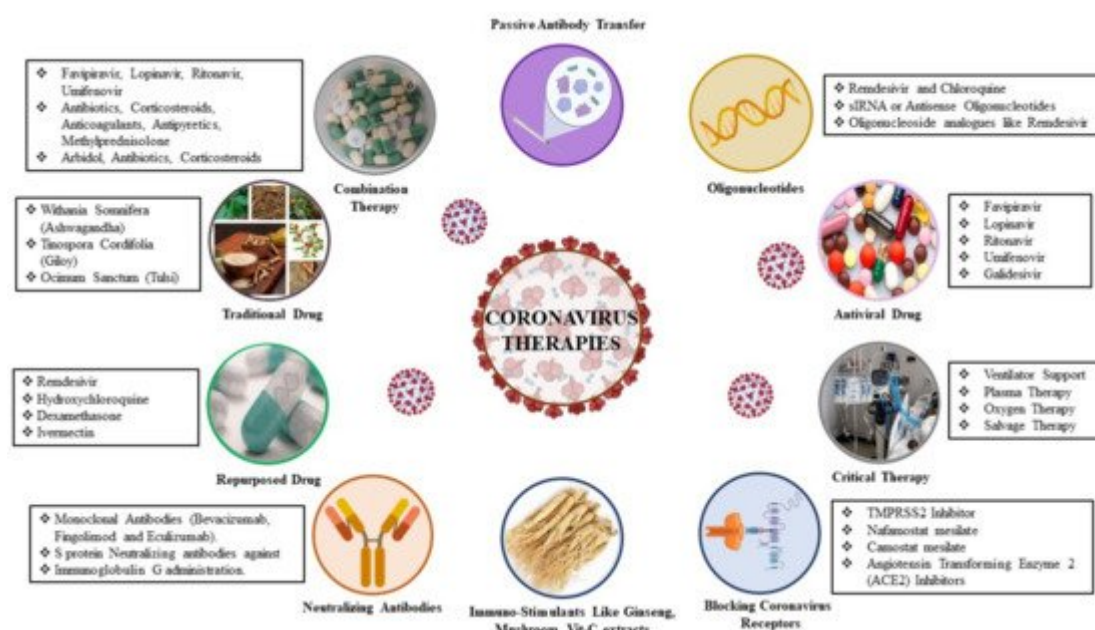 Passive Antibody Transfer
❖ Favipiravir, Lopinavir, Ritonavir,
Umifenovir
❖ Antibiotics, Corticosteroids,
Anticoagulants, Antipyretics,
Methylprednisolone
❖ Arbidol, Antibiotics, Corticosteroids
Combination
Therapy
❖ Remdesivir and Chloroquine
❖ siRNA or Antisense Oligonucleotides
❖ Oligonucleoside analogues like Remdesivir
Oligonucleotides
❖ Withania Somnifera
(Ashwagandha)
❖ Tinospora Cordifolia
(Giloy)
❖ Ocimum Sanctum (Tulsi)
Traditional Drug
❖ Favipiravir
❖ Lopinavir
❖ Ritonavir
❖ Umifenovir
❖ Galidesivir
Antiviral Drug
CORONAVIRUS
THERAPIES
❖ Remdesivir
❖ Hydroxychloroquine
❖ Dexamethasone
❖ Ivermectin
Repurposed Drug
❖ Ventilator Support
❖ Plasma Therapy
❖ Oxygen Therapy
❖ Salvage Therapy
Critical Therapy
❖ Monoclonal Antibodies (Bevacizumab,
Fingolimod and Eculizumab).
❖ S protein Neutralizing antibodies against
❖ Immunoglobulin G administration.
Neutralizing Antibodies
Immuno-Stimulants Like Ginseng,
Mushroom, Vit-C extracts
❖ TMPRSS2 Inhibitor
❖ Nafamostat mesilate
❖ Camostat mesilate
❖ Angiotensin Transforming Enzyme 2
(ACE2) Inhibitors
Blocking Coronavirus
Receptors